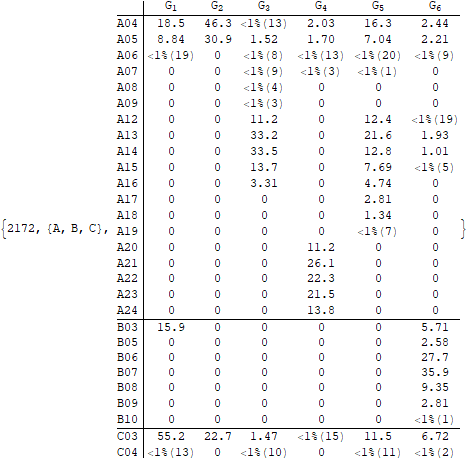 G1 G2 G3 G4 G5 G6
A04 18.5 46.3 <1%(13) 2.03 16.3 2.44
A05 8.84 30.9 1.52 1.70 7.04 2.21
A06 <1%(19) 0 <1%(8) <1%(13) <1%(20) <1%(9)
A07 0 0 <1%(9) <1%(3) <1%(1) 0
A08 0 0 <1%(4) 0 0 0
A09 0 0 <1%(3) 0 0 0
A12 0 0 11.2 0 12.4 <1%(19)
A13 0 0 33.2 0 21.6 1.93
A14 0 0 33.5 0 12.8 1.01
A15 0 0 13.7 0 7.69 <1%(5)
A16 0 0 3.31 0 4.74 0
A17 0 0 0 0 2.81 0
A18 0 0 0 0 1.34 0
{2172, {A, B, C}, A19 0 0 0 0 <1%(7) 0 }
A20 0 0 0 11.2 0 0
A21 0 0 0 26.1 0 0
A22 0 0 0 22.3 0 0
A23 0 0 0 21.5 0 0
A24 0 0 0 13.8 0 0
B03 15.9 0 0 0 0 5.71
B05 0 0 0 0 0 2.58
B06 0 0 0 0 0 27.7
B07 0 0 0 0 0 35.9
B08 0 0 0 0 0 9.35
B09 0 0 0 0 0 2.81
B10 0 0 0 0 0 <1%(1)
C03 55.2 22.7 1.47 <1%(15) 11.5 6.72
C04 <1%(13) 0 <1%(10) 0 <1%(11) <1%(2)